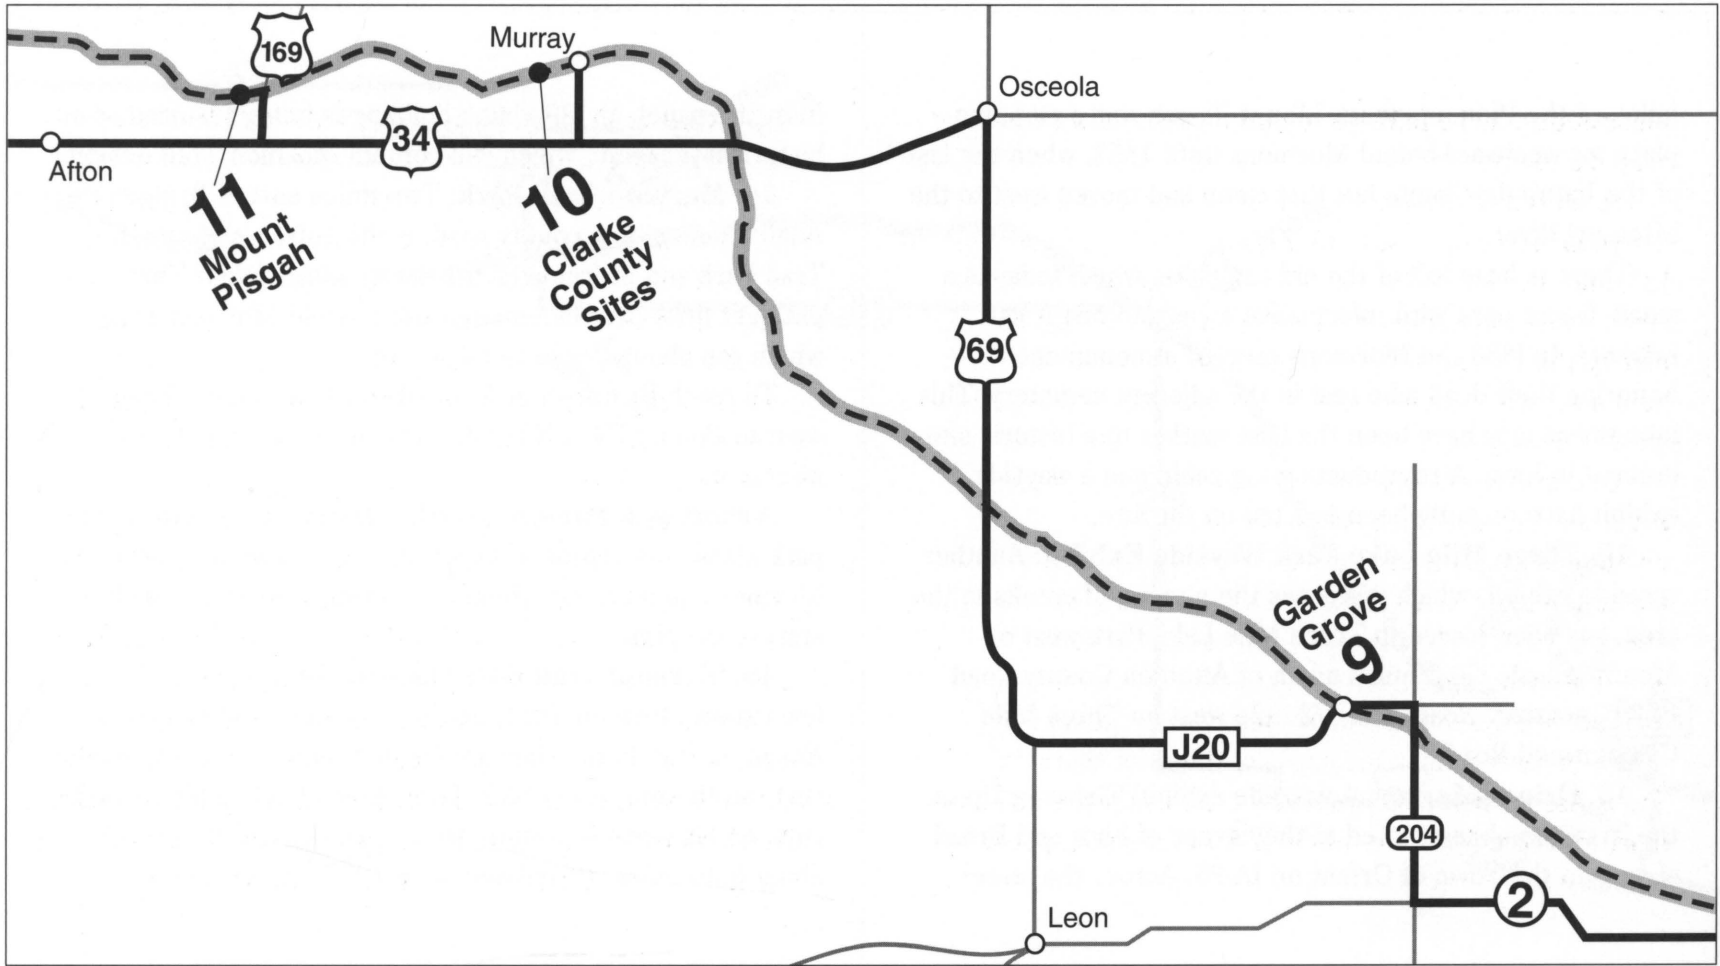 169
Murray
Osceola
34
Afton
11
Mount
Pisgah
10
Clarke
County
Sites
69
Garden
Grove
9
J20
204
2
Leon